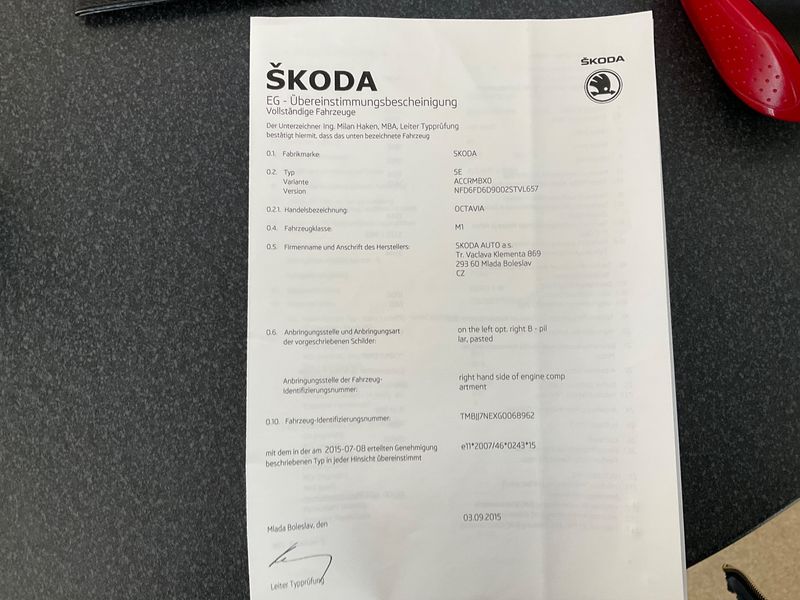 ŠKODA
ŠKODA
EG - Übereinstimmungsbescheinigung
Vollständige Fahrzeuge
Der Unterzeichner Ing. Milan Haken, MBA, Leiter Typprüfung
bestätigt hiermit, dass das unten bezeichnete Fahrzeug
0.1. Fabrikmarke: SKODA
0.2. Typ 5E
Variante ACCRMBX0
Version NFD6FD6D9002STVL657
0.2.1. Handelsbezeichnung: OCTAVIA
0.4. Fahrzeugklasse: M1
0.5. Firmenname und Anschrift des Herstellers: SKODA AUTO a.s.
Tr. Vaclava Klementa 869
293 60 Mlada Boleslav
CZ
0.6. Anbringungsstelle und Anbringungsart on the left opt. right B - pil
der vorgeschriebenen Schilder: lar, pasted
Anbringungsstelle der Fahrzeug- right hand side of engine comp
Identifizierungsnummer: artment
0.10. Fahrzeug-Identifizierungsnummer: TMBJJ7NEXG0068962
mit dem in der am 2015-07-08 erteilten Genehmigung e11*2007/46*0243*15
beschriebenen Typ in jeder Hinsicht übereinstimmt
Mlada Boleslav, den 03.09.2015
Leiter Typprüfung